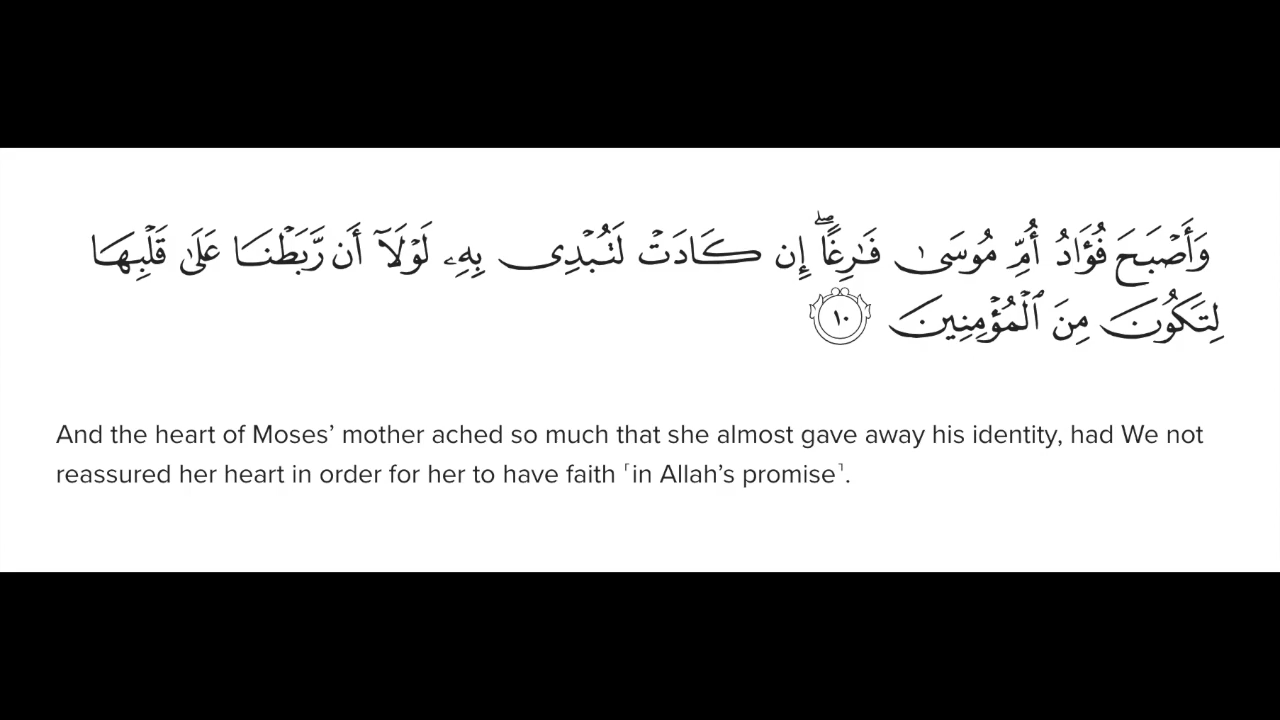 وَأَصۡبَحَ فُؤَادُ أُمِّ مُوسَىٰ فَٰرِغًاۖ إِن كَادَتۡ لَتُبۡدِي بِهِۦ لَوۡلَآ أَن رَّبَطۡنَا عَلَىٰ قَلۡبِهَا
لِتَكُونَ مِنَ ٱلۡمُؤۡمِنِينَ ١٠
And the heart of Moses’ mother ached so much that she almost gave away his identity, had We not
reassured her heart in order for her to have faith ˹in Allah’s promise˺.